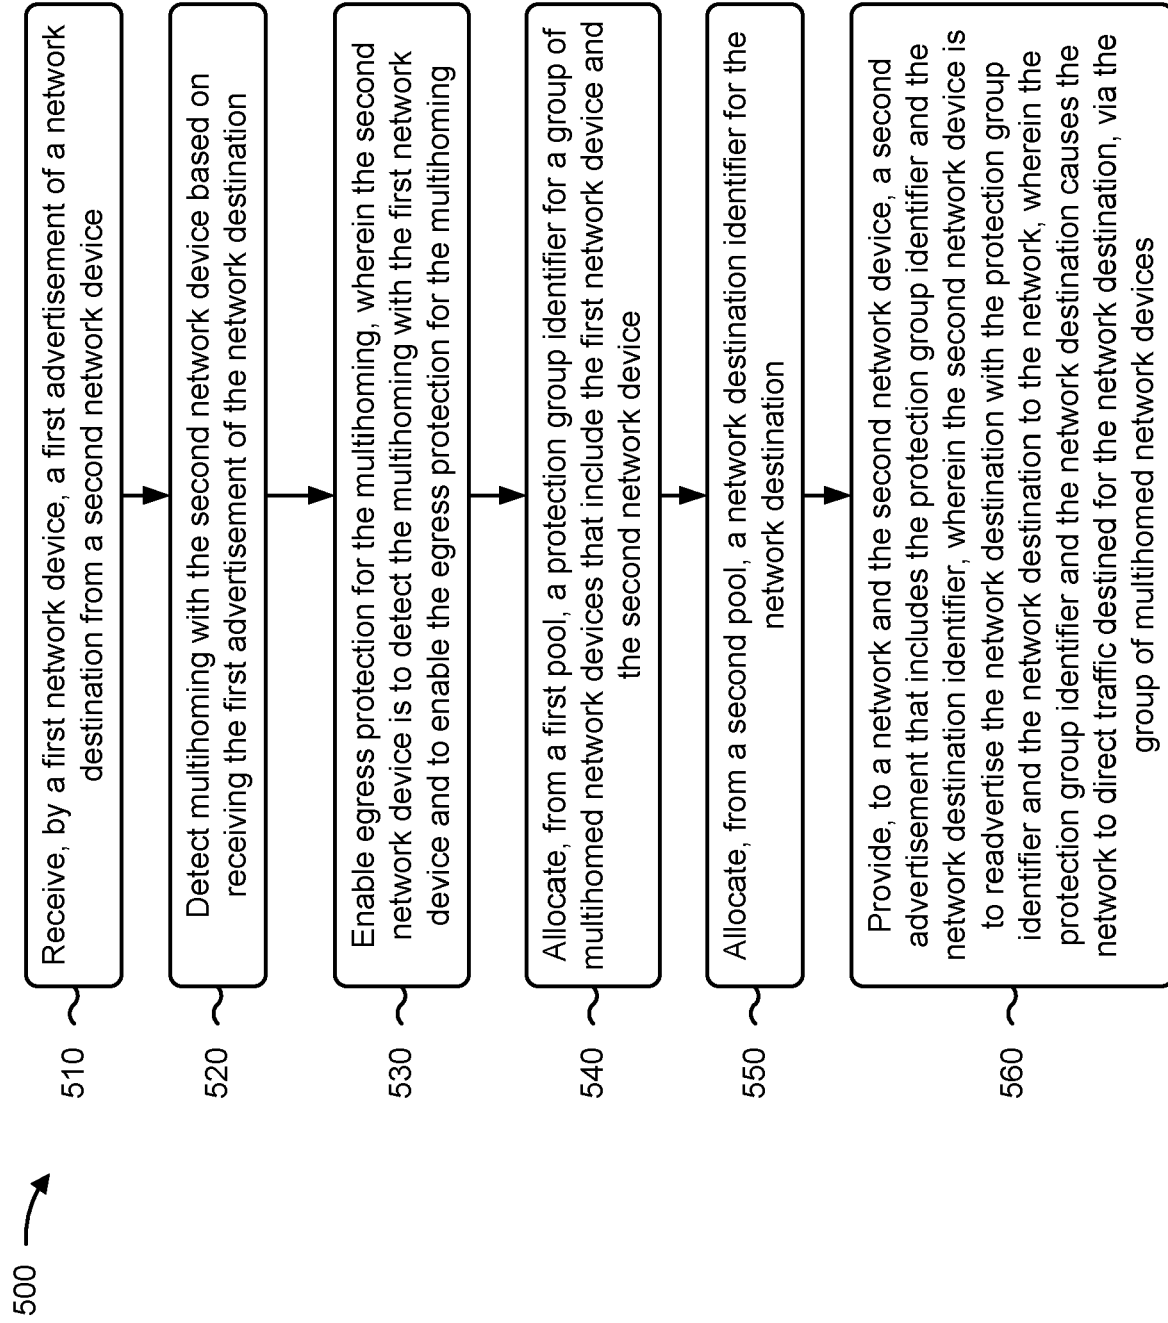 500
510
Receive, by a first network device, a first advertisement of a network
destination from a second network device
520
Detect multihoming with the second network device based on
receiving the first advertisement of the network destination
530
Enable egress protection for the multihoming, wherein the second
network device is to detect the multihoming with the first network
device and to enable the egress protection for the multihoming
540
Allocate, from a first pool, a protection group identifier for a group of
multihomed network devices that include the first network device and
the second network device
550
Allocate, from a second pool, a network destination identifier for the
network destination
560
Provide, to a network and the second network device, a second
advertisement that includes the protection group identifier and the
network destination identifier, wherein the second network device is
to readvertise the network destination with the protection group
identifier and the network destination to the network, wherein the
protection group identifier and the network destination causes the
network to direct traffic destined for the network destination, via the
group of multihomed network devices